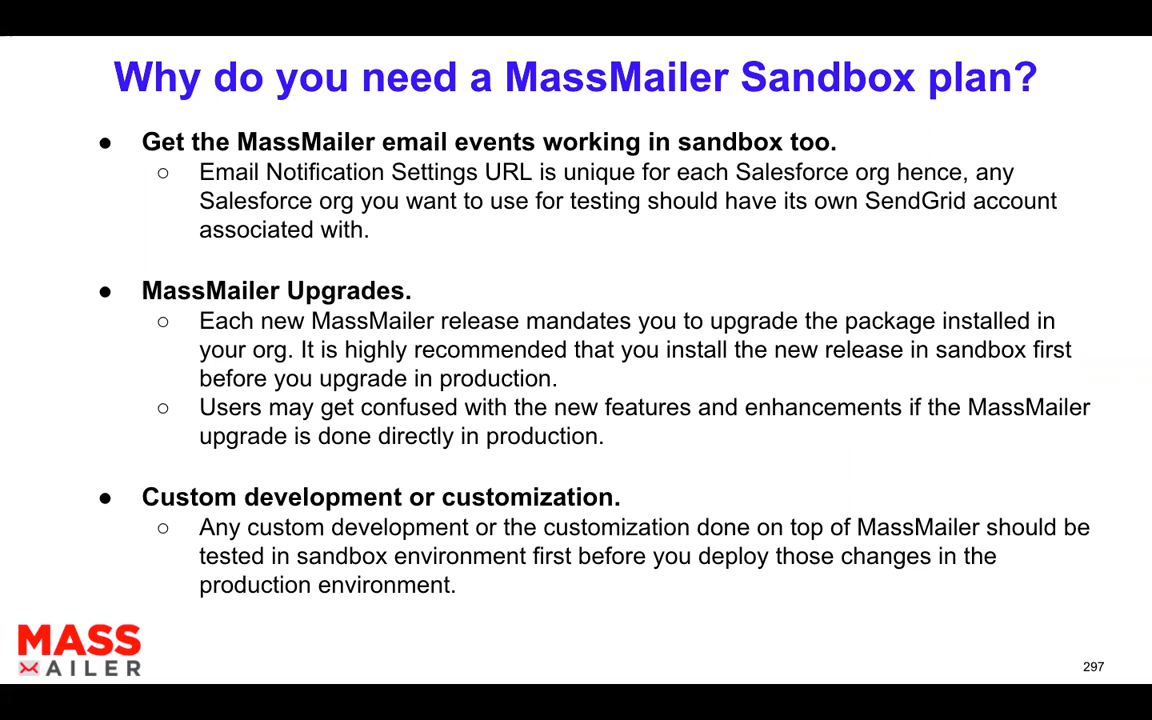 Why do you need a MassMailer Sandbox plan?
● Get the MassMailer email events working in sandbox too.
○ Email Notification Settings URL is unique for each Salesforce org hence, any
Salesforce org you want to use for testing should have its own SendGrid account
associated with.
● MassMailer Upgrades.
○ Each new MassMailer release mandates you to upgrade the package installed in
your org. It is highly recommended that you install the new release in sandbox first
before you upgrade in production.
○ Users may get confused with the new features and enhancements if the MassMailer
upgrade is done directly in production.
● Custom development or customization.
○ Any custom development or the customization done on top of MassMailer should be
tested in sandbox environment first before you deploy those changes in the
production environment.
MASS
AILER
297